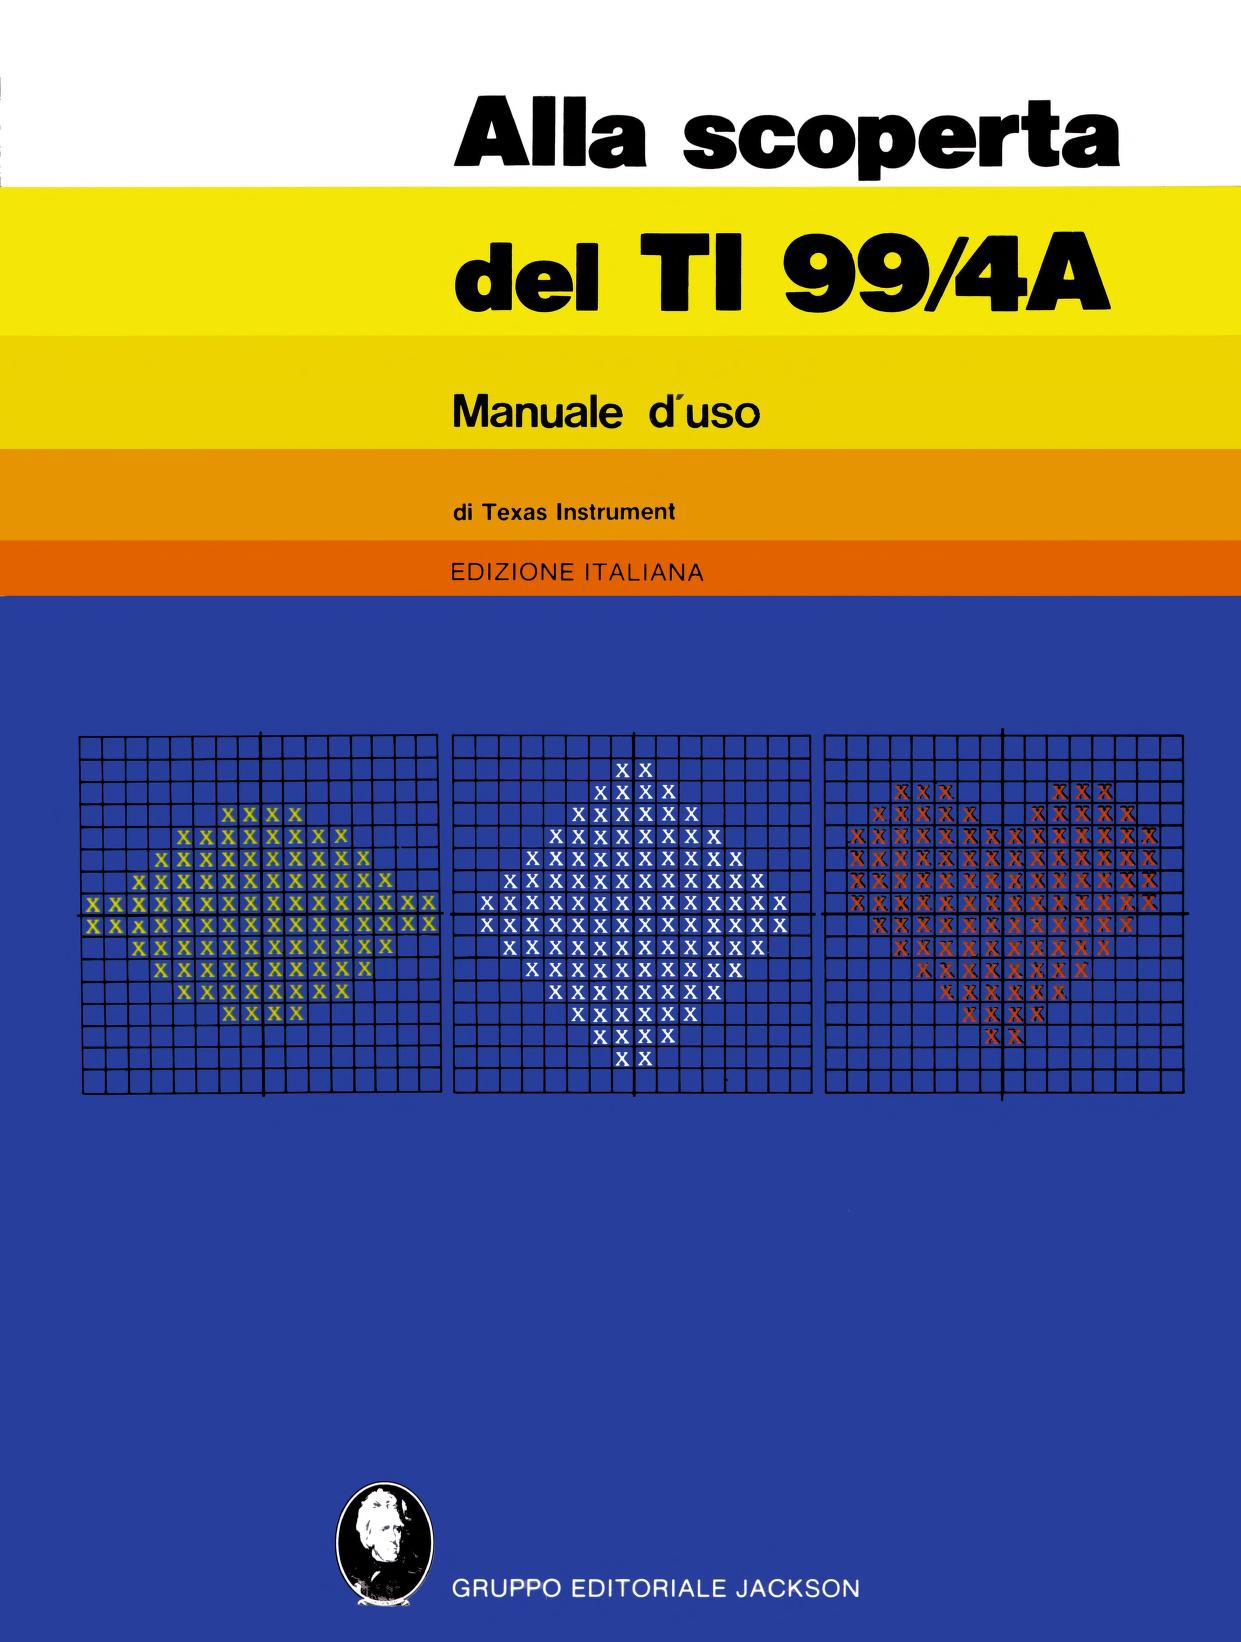 Alla scoperta
del TI 99/4A
Manuale d'uso
di Texas Instrument
EDIZIONE ITALIANA
GRUPPO EDITORIALE JACKSON